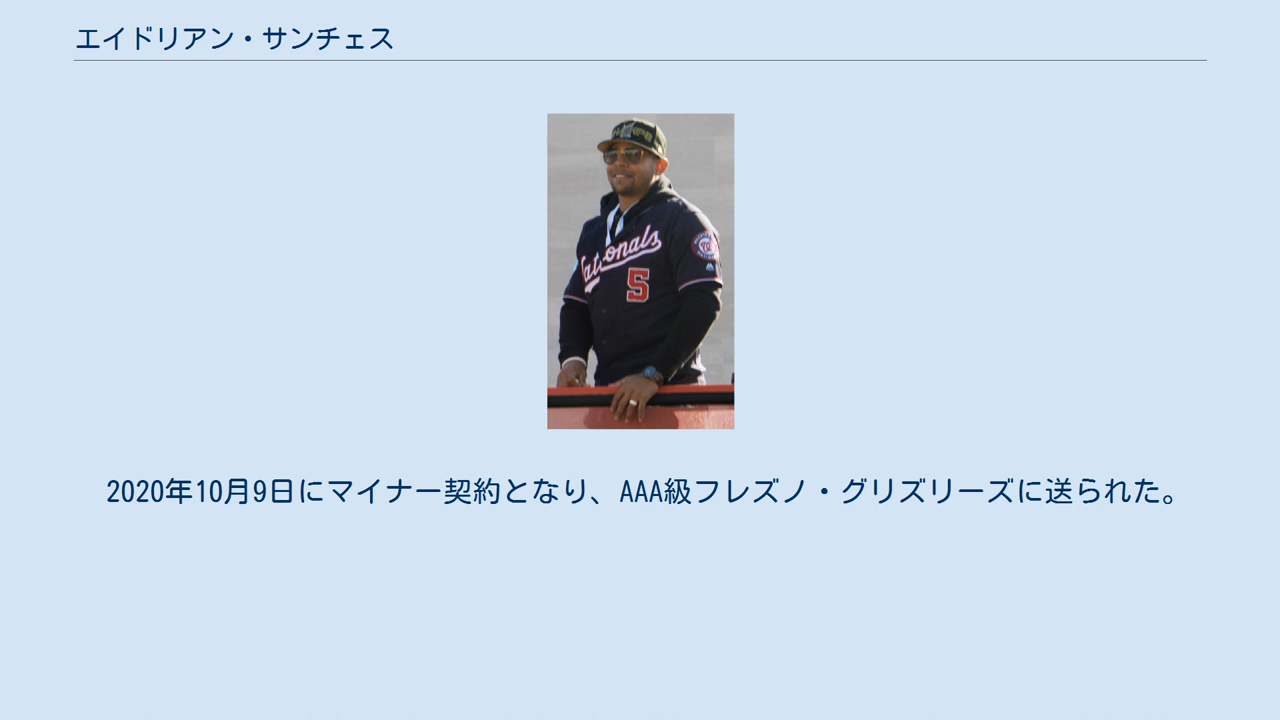 エイドリアン・サンチェス
Nationals
5
2020年10月9日にマイナー契約となり、AAA級フレズノ・グリズリーズに送られた。